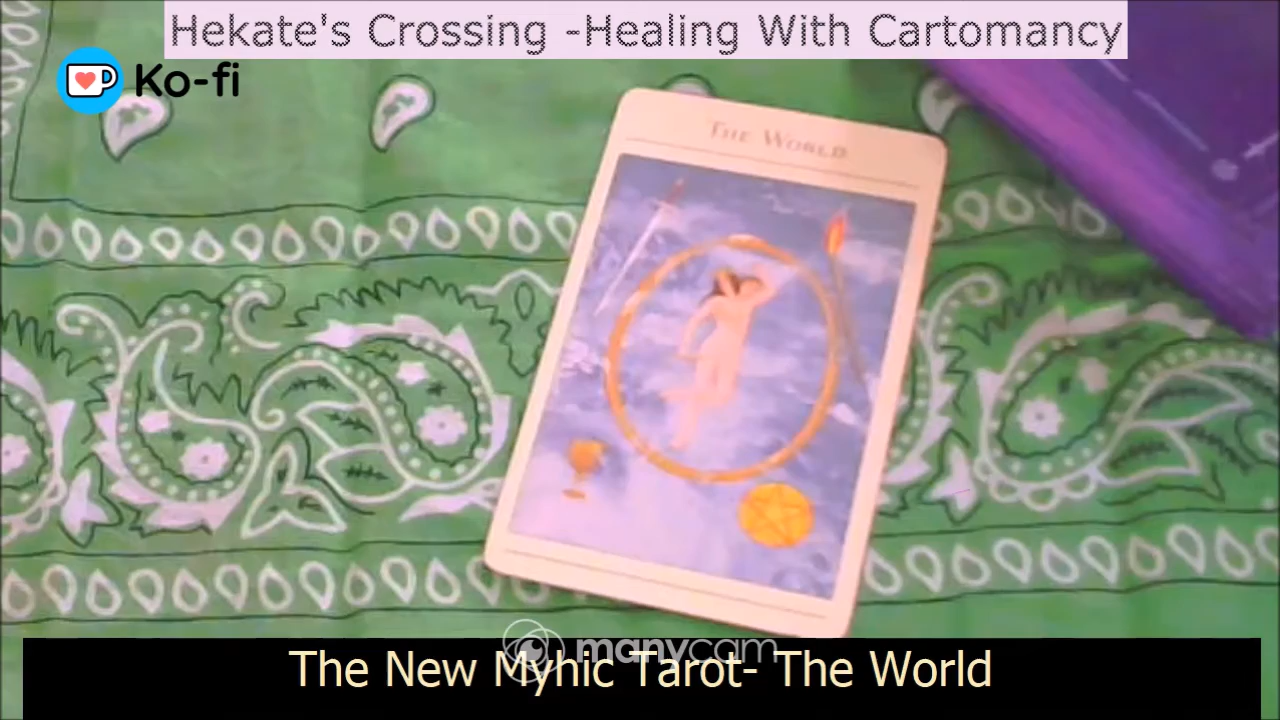 Hekate's Crossing -Healing With Cartomancy
Ko-fi
THE WORLD
manycam
The New Myhic Tarot- The World